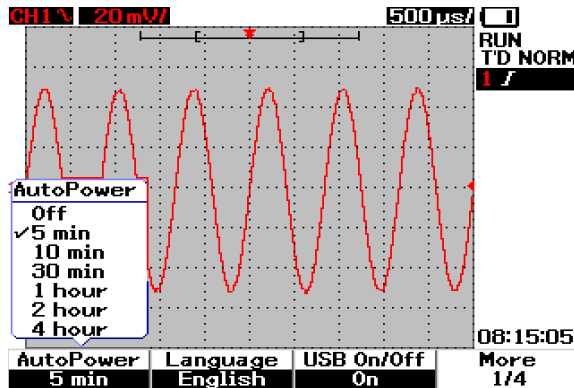 CH1 20 mV/ 500 µs/
RUN
T'D NORM
1
AutoPower
Off
✓5 min
10 min
30 min
1 hour
2 hour
4 hour
08:15:05
AutoPower Language USB On/Off More
5 min English On 1/4